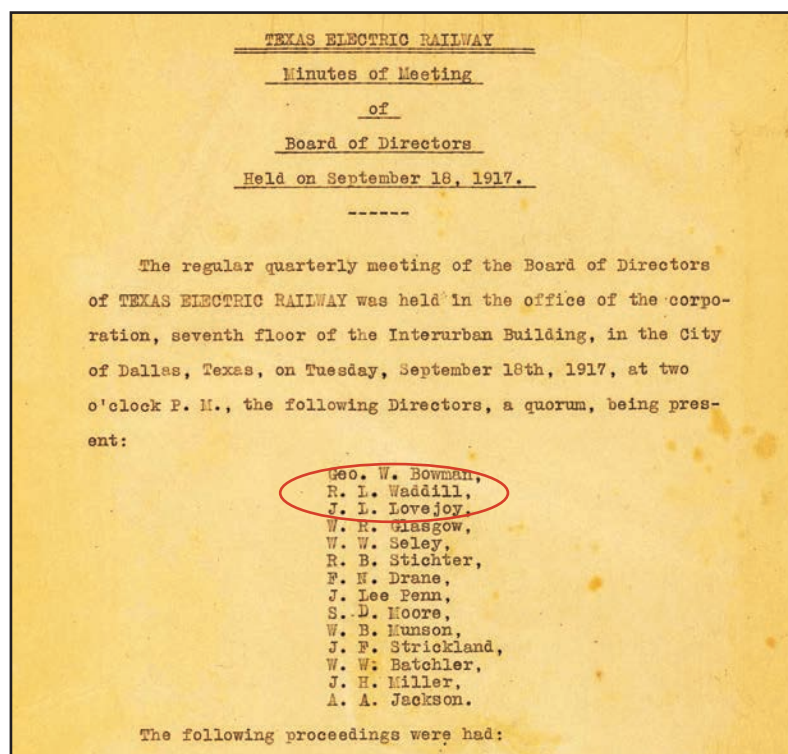 TEXAS ELECTRIC RAILWAY
Minutes of Meeting
of
Board of Directors
Held on September 18, 1917.
------
The regular quarterly meeting of the Board of Directors
of TEXAS ELECTRIC RAILWAY was held in the office of the corpo-
ration, seventh floor of the Interurban Building, in the City
of Dallas, Texas, on Tuesday, September 18th, 1917, at two
o'clock P. M., the following Directors, a quorum, being pres-
ent:
Geo. W. Bowman,
R. L. Waddill,
J. L. Lovejoy,
W. R. Glasgow,
W. W. Seley,
R. B. Stichter,
F. N. Drane,
J. Lee Penn,
S. D. Moore,
W. B. Munson,
J. F. Strickland,
W. W. Batchler,
J. H. Miller,
A. A. Jackson.
The following proceedings were had: